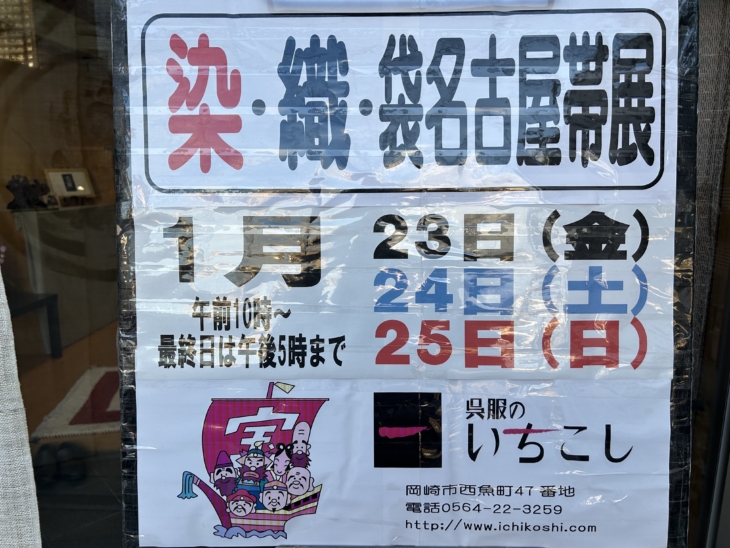 染・織・袋名古屋帯展
1月
23日(金)
24日(土)
25日(日)
午前10時～
最終日は午後5時まで
宝
呉服の
いちこし
岡崎市西魚町47番地
電話0564-22-3259
http://www.ichikoshi.com